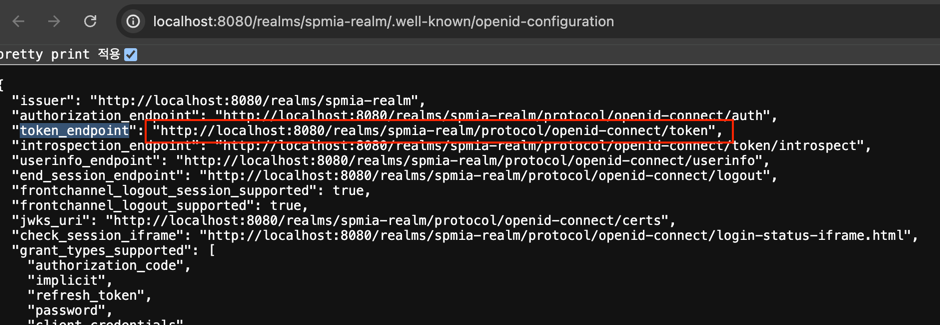 localhost:8080/realms/spmia-realm/.well-known/openid-configuration
pretty print 적용
{
"issuer": "http://localhost:8080/realms/spmia-realm",
"authorization_endpoint": "http://localhost:8080/realms/spmia-realm/protocol/openid-connect/auth",
"token_endpoint": "http://localhost:8080/realms/spmia-realm/protocol/openid-connect/token",
"introspection_endpoint": "http://localhost:8080/realms/spmia-realm/protocol/openid-connect/token/introspect",
"userinfo_endpoint": "http://localhost:8080/realms/spmia-realm/protocol/openid-connect/userinfo",
"end_session_endpoint": "http://localhost:8080/realms/spmia-realm/protocol/openid-connect/logout",
"frontchannel_logout_session_supported": true,
"frontchannel_logout_supported": true,
"jwks_uri": "http://localhost:8080/realms/spmia-realm/protocol/openid-connect/certs",
"check_session_iframe": "http://localhost:8080/realms/spmia-realm/protocol/openid-connect/login-status-iframe.html",
"grant_types_supported": [
"authorization_code",
"implicit",
"refresh_token",
"password",
"client_credentials"